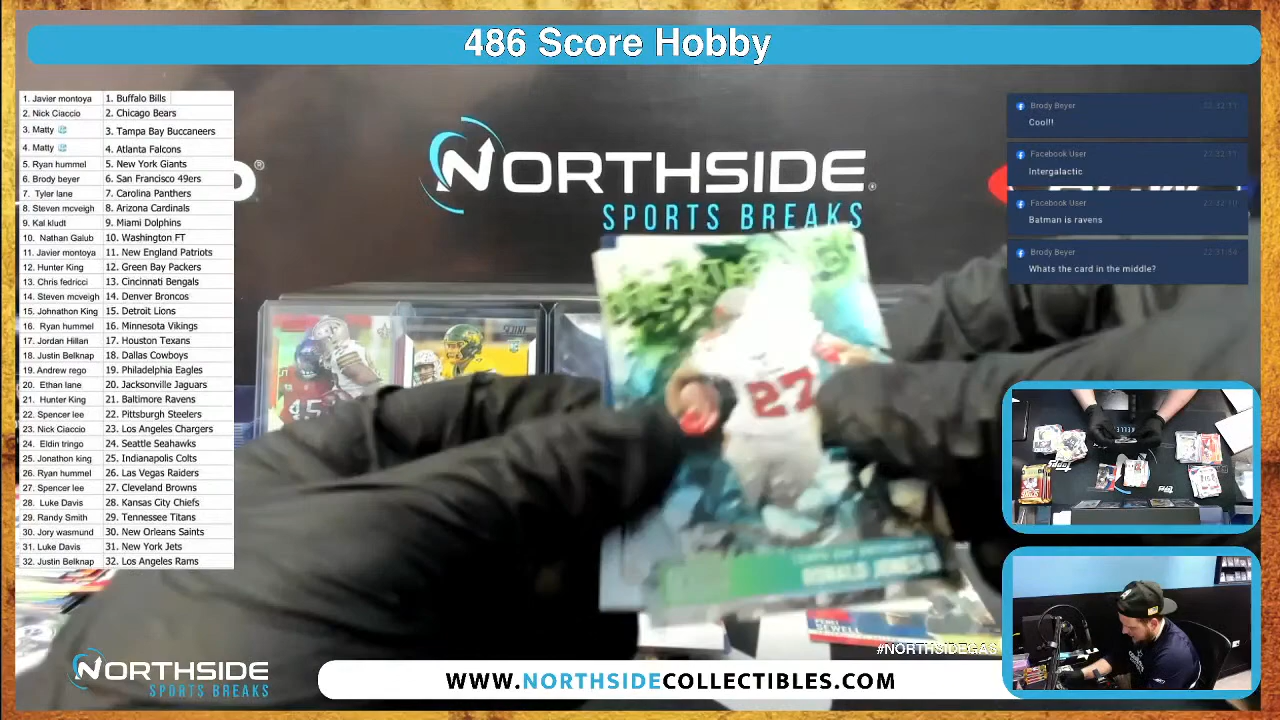 486 Score Hobby
1. Javier montoya 1. Buffalo Bills
2. Nick Ciaccio 2. Chicago Bears
3. Matty 3. Tampa Bay Buccaneers
4. Matty 4. Atlanta Falcons
5. Ryan hummel 5. New York Giants
6. Brody beyer 6. San Francisco 49ers
7. Tyler lane 7. Carolina Panthers
8. Steven mcveigh 8. Arizona Cardinals
9. Kal kludt 9. Miami Dolphins
10. Nathan Galub 10. Washington FT
11. Javier montoya 11. New England Patriots
12. Hunter King 12. Green Bay Packers
13. Chris fedricci 13. Cincinnati Bengals
14. Steven mcveigh 14. Denver Broncos
15. Johnathon King 15. Detroit Lions
16. Ryan hummel 16. Minnesota Vikings
17. Jordan Hillan 17. Houston Texans
18. Justin Belknap 18. Dallas Cowboys
19. Andrew rego 19. Philadelphia Eagles
20. Ethan lane 20. Jacksonville Jaguars
21. Hunter King 21. Baltimore Ravens
22. Spencer lee 22. Pittsburgh Steelers
23. Nick Ciaccio 23. Los Angeles Chargers
24. Eldin tringo 24. Seattle Seahawks
25. Jonathon king 25. Indianapolis Colts
26. Ryan hummel 26. Las Vegas Raiders
27. Spencer lee 27. Cleveland Browns
28. Luke Davis 28. Kansas City Chiefs
29. Randy Smith 29. Tennessee Titans
30. Jory wasmund 30. New Orleans Saints
31. Luke Davis 31. New York Jets
32. Justin Belknap 32. Los Angeles Rams
NORTHSIDE
SPORTS BREAKS
Brody Beyer
Cool!!
Facebook User
Intergalactic
Facebook User
Batman is ravens
Brody Beyer 22:31:54
Whats the card in the middle?
SCORE
45
27
RONALD JONES II
PENEI
SEWELL
#NORTHSIDEGAS
NORTHSIDE
SPORTS BREAKS
WWW.NORTHSIDECOLLECTIBLES.COM